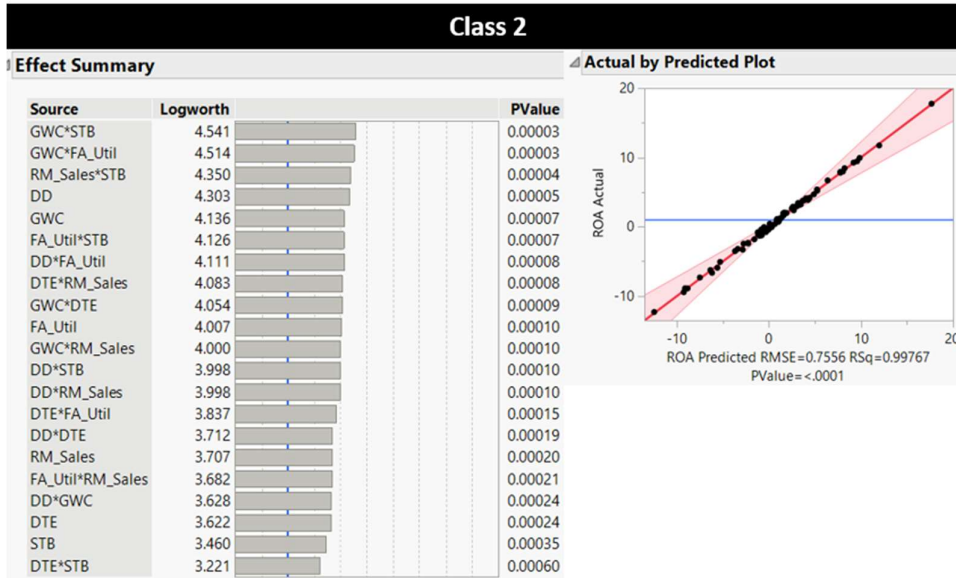 Class 2
Effect Summary
Source Logworth PValue
GWC*STB 4.541 0.00003
GWC*FA_Util 4.514 0.00003
RM_Sales*STB 4.350 0.00004
DD 4.303 0.00005
GWC 4.136 0.00007
FA_Util*STB 4.126 0.00007
DD*FA_Util 4.111 0.00008
DTE*RM_Sales 4.083 0.00008
GWC*DTE 4.054 0.00009
FA_Util 4.007 0.00010
GWC*RM_Sales 4.000 0.00010
DD*STB 3.998 0.00010
DD*RM_Sales 3.998 0.00010
DTE*FA_Util 3.837 0.00015
DD*DTE 3.712 0.00019
RM_Sales 3.707 0.00020
FA_Util*RM_Sales 3.682 0.00021
DD*GWC 3.628 0.00024
DTE 3.622 0.00024
STB 3.460 0.00035
DTE*STB 3.221 0.00060
Actual by Predicted Plot
20
10
0
-10
ROA Actual
-10 0 10 20
ROA Predicted RMSE=0.7556 RSq=0.99767
PValue=<.0001